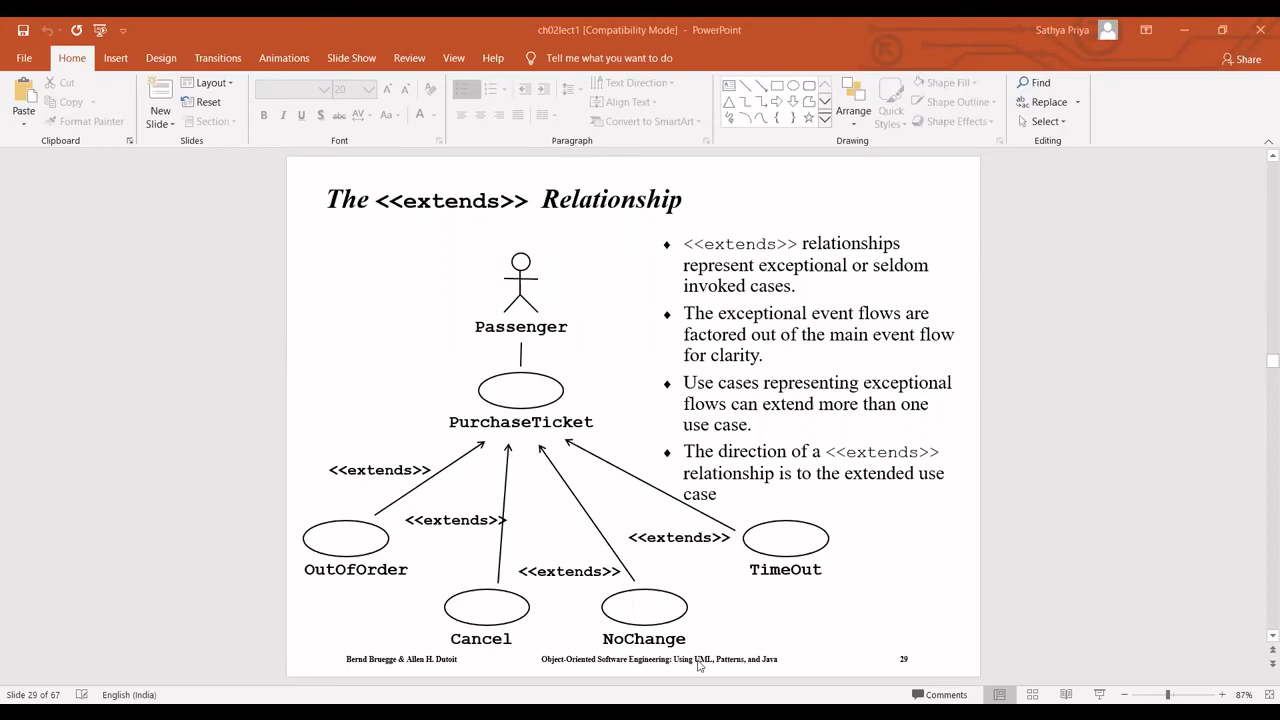 ch02lect1 [Compatibility Mode] - PowerPoint
Sathya Priya
File Home Insert Design Transitions Animations Slide Show Review View Help Tell me what you want to do
Share
Paste
Cut
Copy
Format Painter
Clipboard
New
Slide
Layout
Reset
Section
Slides
20
Font
Text Direction
Align Text
Convert to SmartArt
Paragraph
Arrange
Quick
Styles
Shape Fill
Shape Outline
Shape Effects
Drawing
Find
Replace
Select
Editing
The <<extends>> Relationship
Passenger
PurchaseTicket
<<extends>>
<<extends>>
<<extends>>
<<extends>>
OutOfOrder
Cancel
NoChange
TimeOut
<<extends>> relationships
represent exceptional or seldom
invoked cases.
The exceptional event flows are
factored out of the main event flow
for clarity.
Use cases representing exceptional
flows can extend more than one
use case.
The direction of a <<extends>>
relationship is to the extended use
case
Bernd Bruegge & Allen H. Dutoit
Object-Oriented Software Engineering: Using UML, Patterns, and Java
29
Slide 29 of 67
English (India)
Comments
87%